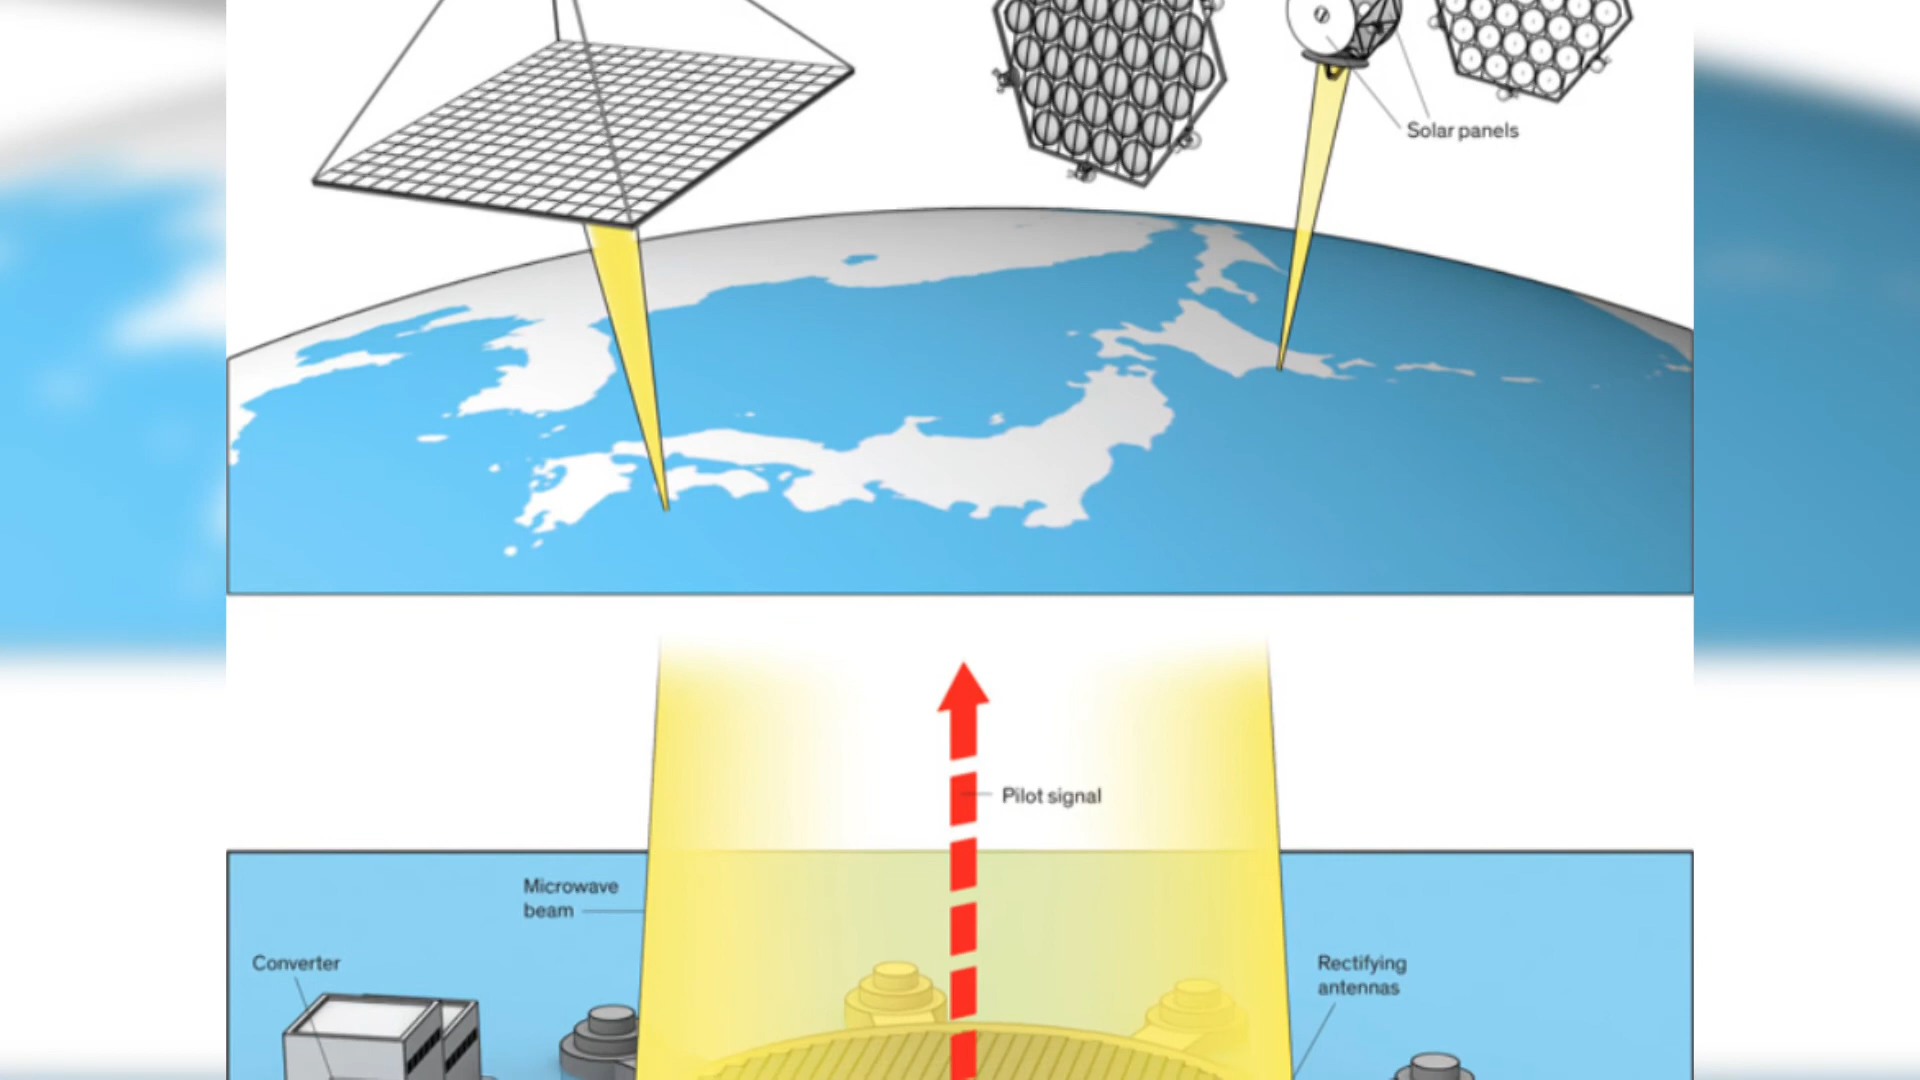 Solar panels
Pilot signal
Microwave
beam
Converter
Rectifying
antennas